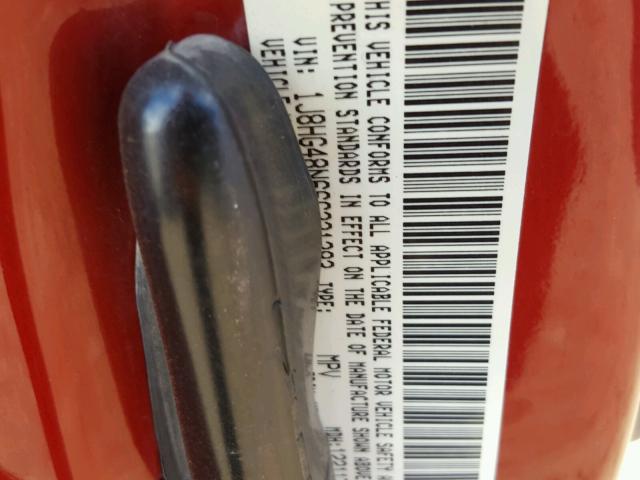 HIS VEHICLE CONFORMS TO ALL APPLICABLE FEDERAL MOTOR VEHICLE SAFETY A
PREVENTION STANDARDS IN EFFECT ON THE DATE OF MANUFACTURE SHOWN ABOVE
VIN: 1J8HG48N TYPE: MPV
VEHICLE